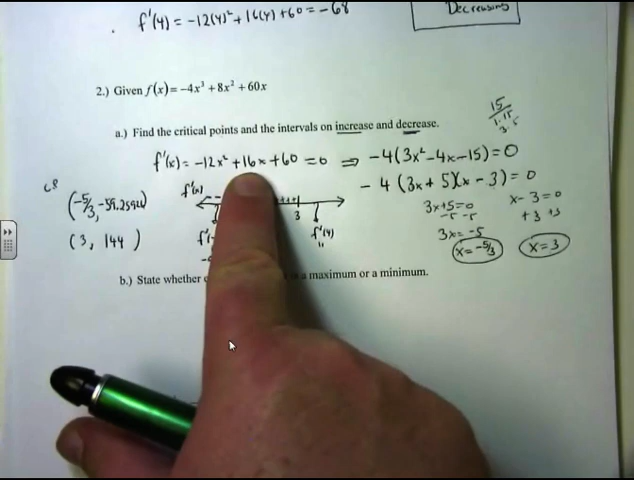 f'(4) = -12(4)² + 16(4) + 60 = -68
Decreasing
2.) Given f(x) = -4x³ + 8x² + 60x
a.) Find the critical points and the intervals on increase and decrease.
15
1·15
3·5
f'(x) = -12x² + 16x + 60 = 0 ⇒ -4(3x² - 4x - 15) = 0
-4(3x + 5)(x - 3) = 0
f'(x)
(-5/3, -59.2592)
3
3x+5=0
-5 -5
x - 3 = 0
+3 +3
(3, 144)
f'(4)
3x = -5
x = -5/3
x = 3
b.) State whether a maximum or a minimum.